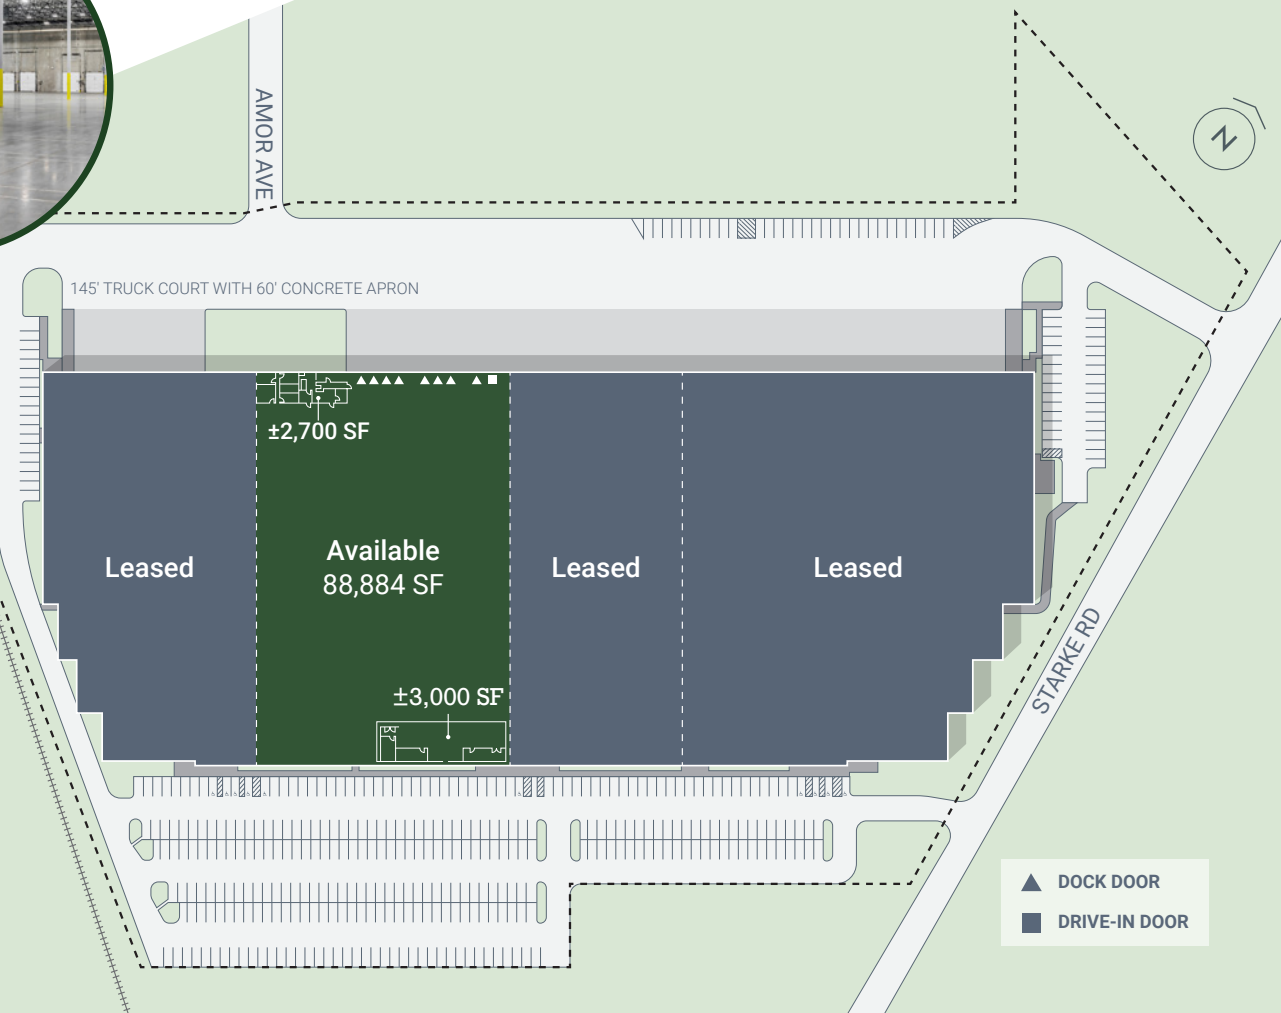 AMOR AVE
N
145' TRUCK COURT WITH 60' CONCRETE APRON
±2,700 SF
Leased
Available
88,884 SF
Leased
Leased
±3,000 SF
STARKE RD
DOCK DOOR
DRIVE-IN DOOR